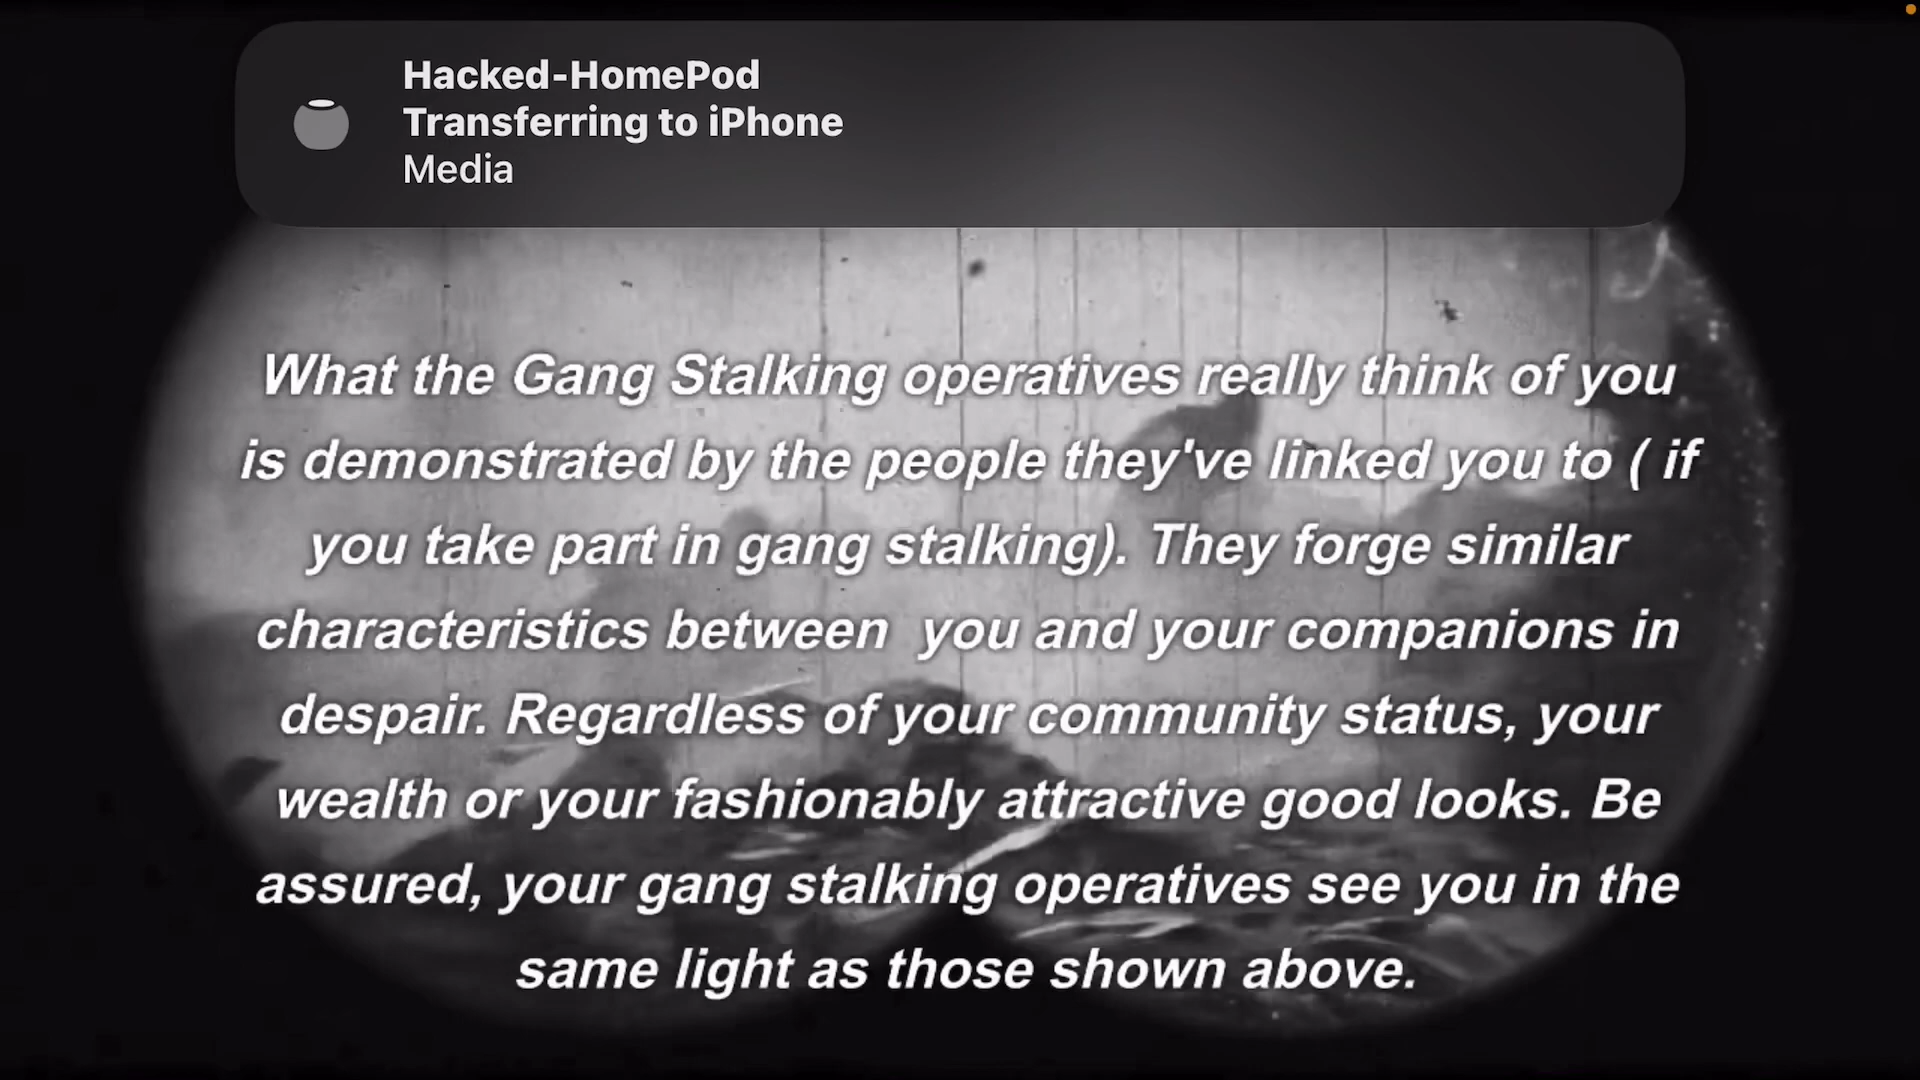 Hacked-HomePod
Transferring to iPhone
Media
What the Gang Stalking operatives really think of you
is demonstrated by the people they've linked you to ( if
you take part in gang stalking). They forge similar
characteristics between  you and your companions in
despair. Regardless of your community status, your
wealth or your fashionably attractive good looks. Be
assured, your gang stalking operatives see you in the
same light as those shown above.